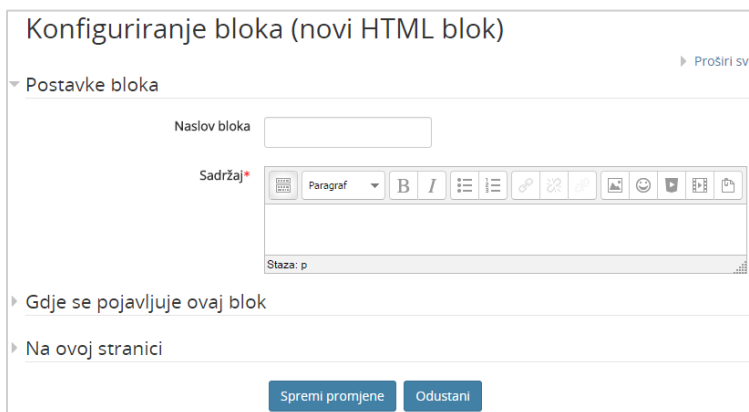 Konfiguriranje bloka (novi HTML blok)
Proširi sv
Postavke bloka
Naslov bloka
Sadržaj*
Paragraf B I
Staza: p
Gdje se pojavljuje ovaj blok
Na ovoj stranici
Spremi promjene Odustani